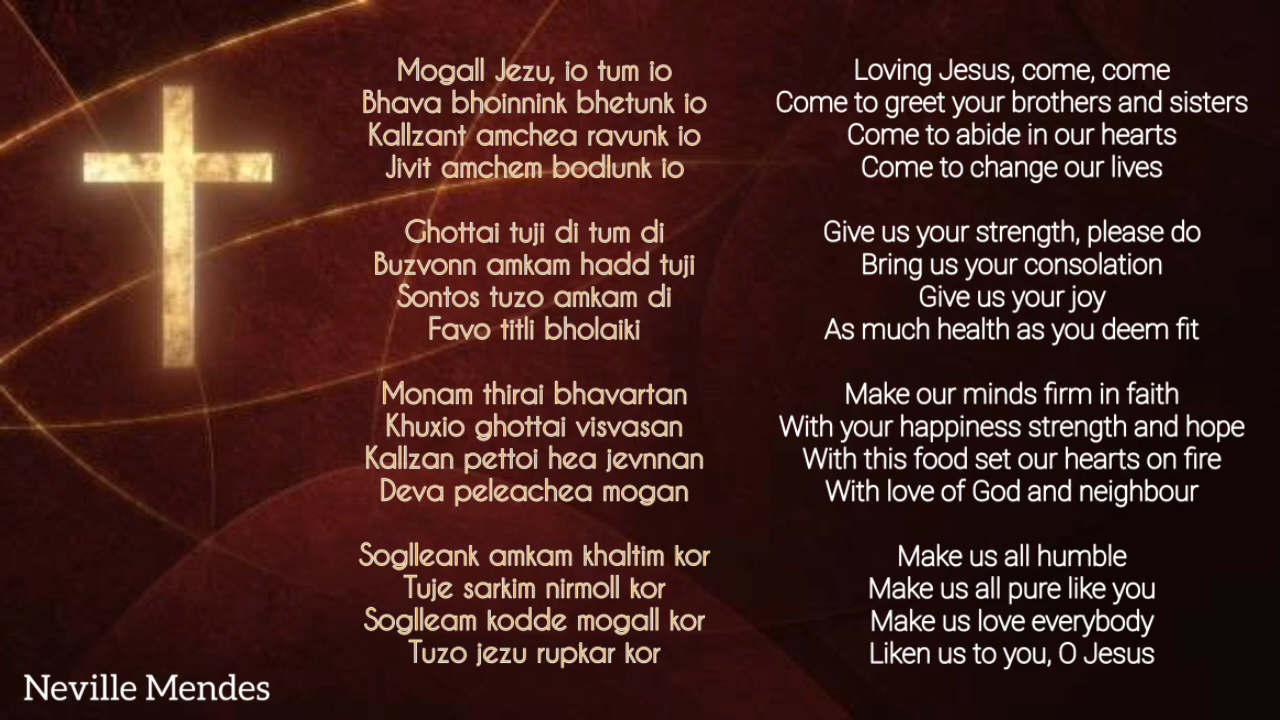 Mogall Jezu, io tum io
Bhava bhoinnink bhetunk io
Kallzant amchea ravunk io
Jivit amchem bodlunk io
Ghottai tuji di tum di
Buzvonn amkam hadd tuji
Sontos tuzo amkam di
Favo titli bholaiki
Monam thirai bhavartan
Khuxio ghottai visvasan
Kallzan pettoi hea jevnnan
Deva peleachea mogan
Soglleank amkam khaltim kor
Tuje sarkim nirmoll kor
Soglleam kodde mogall kor
Tuzo jezu rupkar kor
Loving Jesus, come, come
Come to greet your brothers and sisters
Come to abide in our hearts
Come to change our lives
Give us your strength, please do
Bring us your consolation
Give us your joy
As much health as you deem fit
Make our minds firm in faith
With your happiness strength and hope
With this food set our hearts on fire
With love of God and neighbour
Make us all humble
Make us all pure like you
Make us love everybody
Liken us to you, O Jesus
Neville Mendes